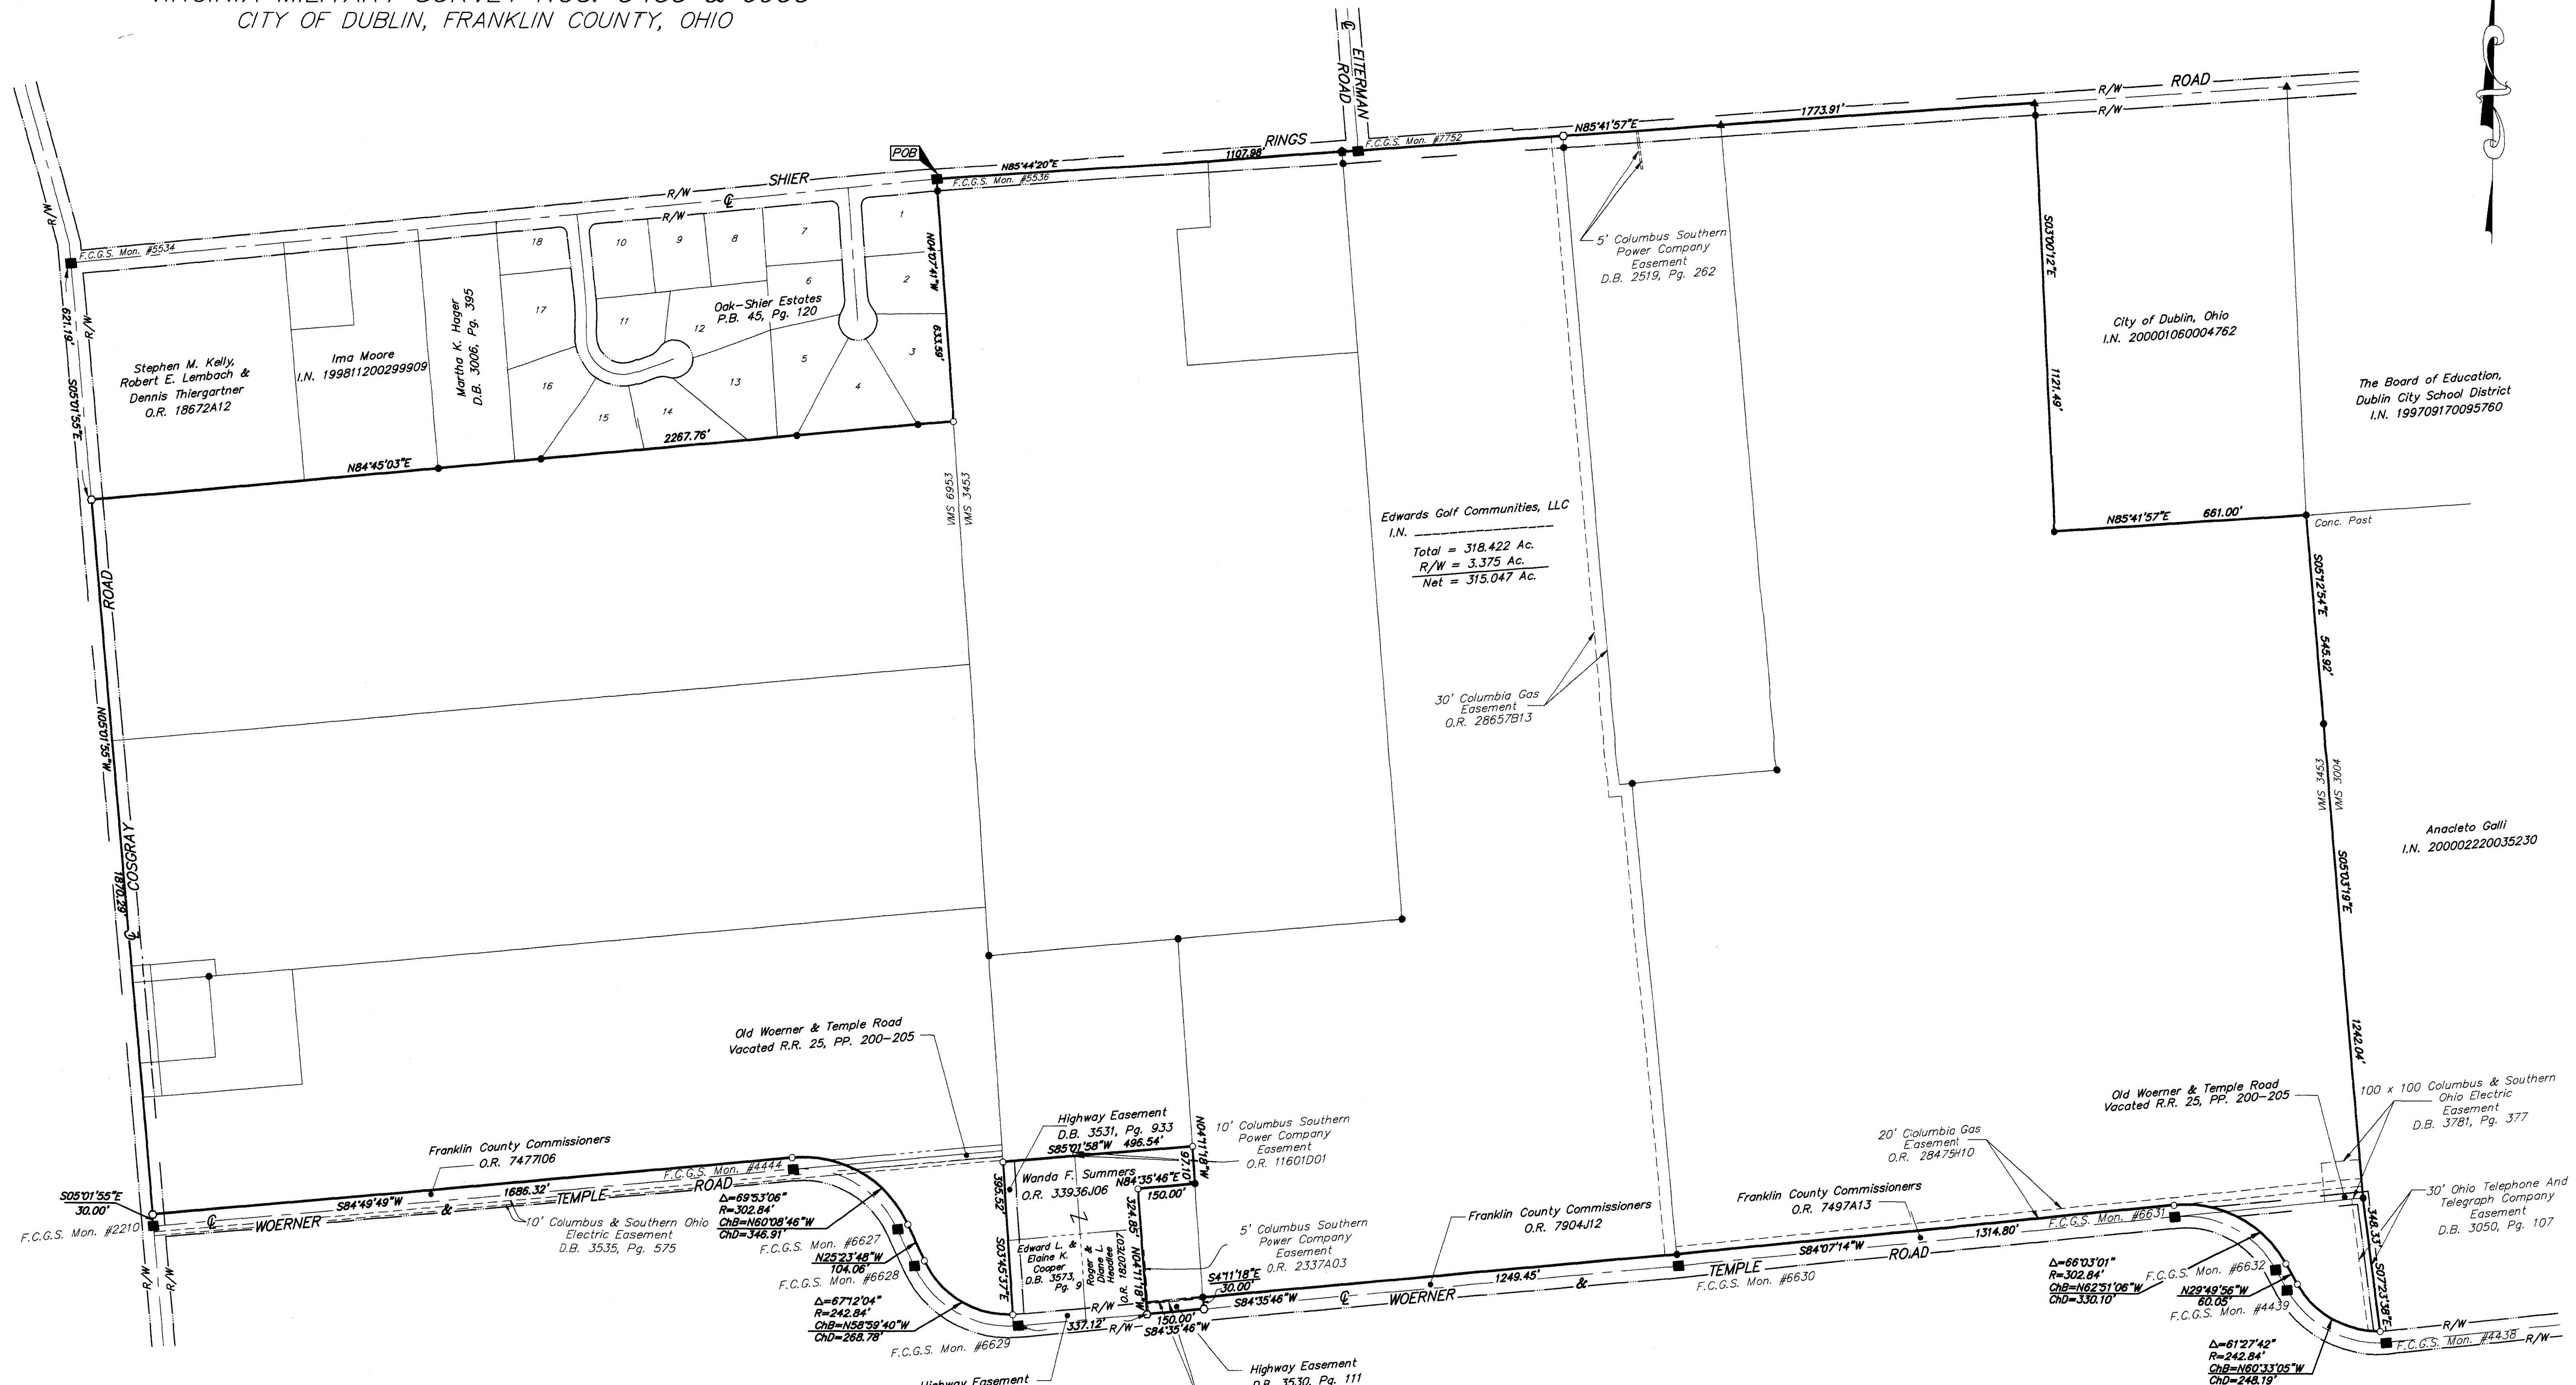 CITY OF DUBLIN, FRANKLIN COUNTY, OHIO
℄ EITERMAN
ROAD
R/W
ROAD
R/W
1773.91'
N85°41'57"E
F.C.G.S. Mon. #7752
RINGS
1107.98'
N85°44'20"E
POB
F.C.G.S. Mon. #5536
SHIER
R/W
℄
R/W
R/W
F.C.G.S. Mon. #5534
R/W
621.19'
S05°01'55"E
Stephen M. Kelly,
Robert E. Lembach &
Dennis Thiergartner
O.R. 18672A12
Ima Moore
I.N. 199811200299909
Martha K. Hager
D.B. 3006, Pg. 395
18
17
16
15
14
13
12
11
10
9
8
7
6
5
4
3
2
1
Oak-Shier Estates
P.B. 45, Pg. 120
N04°07'41"W
633.59'
2267.76'
N84°45'03"E
VMS 6953
VMS 3453
5' Columbus Southern
Power Company
Easement
D.B. 2519, Pg. 262
S03°00'12"E
1121.49'
City of Dublin, Ohio
I.N. 200001060004762
The Board of Education,
Dublin City School District
I.N. 199709170095760
N85°41'57"E 661.00'
Conc. Post
Edwards Golf Communities, LLC
I.N.
Total = 318.422 Ac.
R/W = 3.375 Ac.
Net = 315.047 Ac.
S05°12'54"E 545.92'
30' Columbia Gas
Easement
O.R. 28657B13
VMS 3453
VMS 3004
S05°03'19"E
1242.04'
Anacleto Galli
I.N. 200002220035230
ROAD
N05°01'55"W
COSGRAY
1870.29'
℄
Old Woerner & Temple Road
Vacated R.R. 25, PP. 200-205
Franklin County Commissioners
O.R. 7477I06
F.C.G.S. Mon. #4444
S05°01'55"E
30.00'
F.C.G.S. Mon. #2210
S84°49'49"W
1686.32'
℄ WOERNER & TEMPLE ROAD
10' Columbus & Southern Ohio
Electric Easement
D.B. 3535, Pg. 575
R/W
R/W
Δ=69°53'06"
R=302.84'
ChB=N60°08'46"W
ChD=346.91'
F.C.G.S. Mon. #6627
N25°23'48"W
104.06'
F.C.G.S. Mon. #6628
Δ=67°12'04"
R=242.84'
ChB=N58°59'40"W
ChD=268.78'
F.C.G.S. Mon. #6629
Highway Easement
D.B. 3531, Pg. 933
S85°01'58"W 496.54'
N04°11'18"W
97.10'
10' Columbus Southern
Power Company
Easement
O.R. 11601D01
Wanda F. Summers
O.R. 33936J06
N84°35'46"E
150.00'
395.52'
S03°45'37"E
Edward L. &
Elaine K.
Cooper
D.B. 3573,
Pg. 9
Roger &
Diane L.
Headlee
O.R. 18207E07
324.85' N04°11'18"W
5' Columbus Southern
Power Company
Easement
O.R. 2337A03
S4°11'18"E
30.00'
R/W
337.12'
R/W
150.00'
S84°35'46"W
Highway Easement
Highway Easement
D.B. 3530, Pg. 111
S84°35'46"W
1249.45'
℄ WOERNER & TEMPLE ROAD
Franklin County Commissioners
O.R. 7904J12
F.C.G.S. Mon. #6630
Franklin County Commissioners
O.R. 7497A13
S84°07'14"W
1314.80'
20' Columbia Gas
Easement
O.R. 28475H10
Old Woerner & Temple Road
Vacated R.R. 25, PP. 200-205
100 x 100 Columbus & Southern
Ohio Electric
Easement
D.B. 3781, Pg. 377
30' Ohio Telephone And
Telegraph Company
Easement
D.B. 3050, Pg. 107
F.C.G.S. Mon. #6631
348.33'
S07°23'38"E
Δ=66°03'01"
R=302.84'
ChB=N62°51'06"W
ChD=330.10'
F.C.G.S. Mon. #6632
N29°49'56"W
60.05'
F.C.G.S. Mon. #4439
R/W
F.C.G.S. Mon. #4438
R/W
Δ=61°27'42"
R=242.84'
ChB=N60°33'05"W
ChD=248.19'